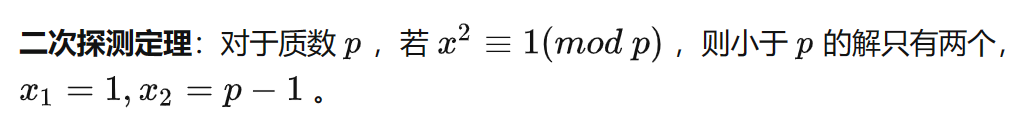 二次探测定理：对于质数 p ，若 x² ≡ 1(mod p) ，则小于 p 的解只有两个，
x₁ = 1, x₂ = p − 1 。